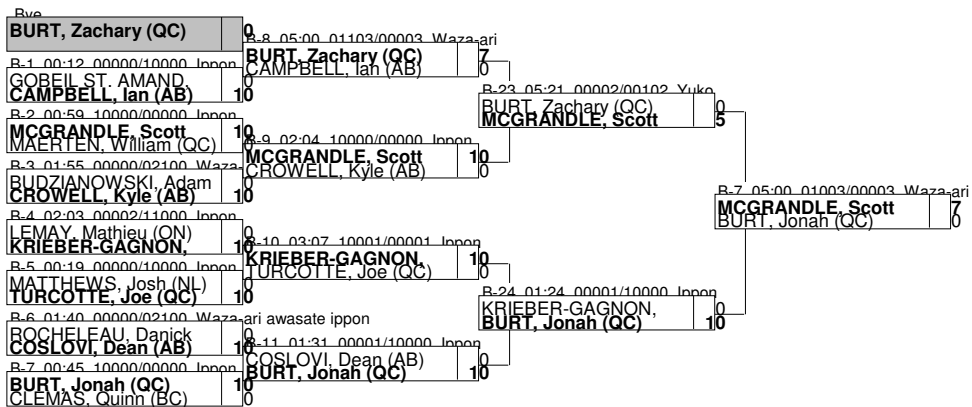 Bye
BURT, Zachary (QC) 0
B-1 00:12 00000/10000 Ippon
GOBEIL ST. AMAND, 0
CAMPBELL, Ian (AB) 10
B-2 00:59 10000/00000 Ippon
MCGRANDLE, Scott 10
MAERTEN, William (QC) 0
B-3 01:55 00000/02100 Waza-
BUDZIANOWSKI, Adam 0
CROWELL, Kyle (AB) 10
B-4 02:03 00002/11000 Ippon
LEMAY, Mathieu (ON) 0
KRIEBER-GAGNON, 10
B-5 00:19 00000/10000 Ippon
MATTHEWS, Josh (NL) 0
TURCOTTE, Joe (QC) 10
B-6 01:40 00000/02100 Waza-ari awasate ippon
ROCHELEAU, Danick 0
COSLOVI, Dean (AB) 10
B-7 00:45 10000/00000 Ippon
BURT, Jonah (QC) 10
CLEMAS, Quinn (BC) 0
B-8 05:00 01103/00003 Waza-ari
BURT, Zachary (QC) 7
CAMPBELL, Ian (AB) 0
B-9 02:04 10000/00000 Ippon
MCGRANDLE, Scott 10
CROWELL, Kyle (AB) 0
B-10 03:07 10001/00001 Ippon
KRIEBER-GAGNON, 10
TURCOTTE, Joe (QC) 0
B-11 01:31 00001/10000 Ippon
COSLOVI, Dean (AB) 0
BURT, Jonah (QC) 10
B-23 05:21 00002/00102 Yuko
BURT, Zachary (QC) 0
MCGRANDLE, Scott 5
B-24 01:24 00001/10000 Ippon
KRIEBER-GAGNON, 0
BURT, Jonah (QC) 10
B-7 05:00 01003/00003 Waza-ari
MCGRANDLE, Scott 7
BURT, Jonah (QC) 0